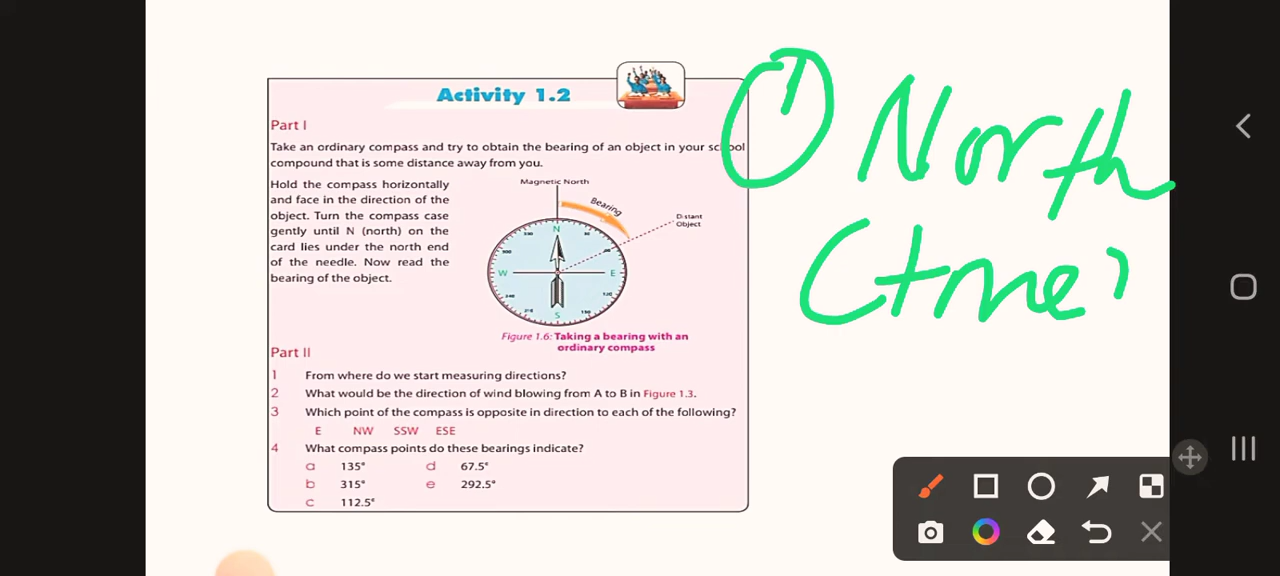 Activity 1.2
Part I
Take an ordinary compass and try to obtain the bearing of an object in your school
compound that is some distance away from you.
Hold the compass horizontally
and face in the direction of the
object. Turn the compass case
gently until N (north) on the
card lies under the north end
of the needle. Now read the
bearing of the object.
Magnetic North
Bearing
Distant
Object
N
W
E
S
Figure 1.6: Taking a bearing with an
ordinary compass
Part II
1 From where do we start measuring directions?
2 What would be the direction of wind blowing from A to B in Figure 1.3.
3 Which point of the compass is opposite in direction to each of the following?
E NW SSW ESE
4 What compass points do these bearings indicate?
a 135° d 67.5°
b 315° e 292.5°
c 112.5°
1 North